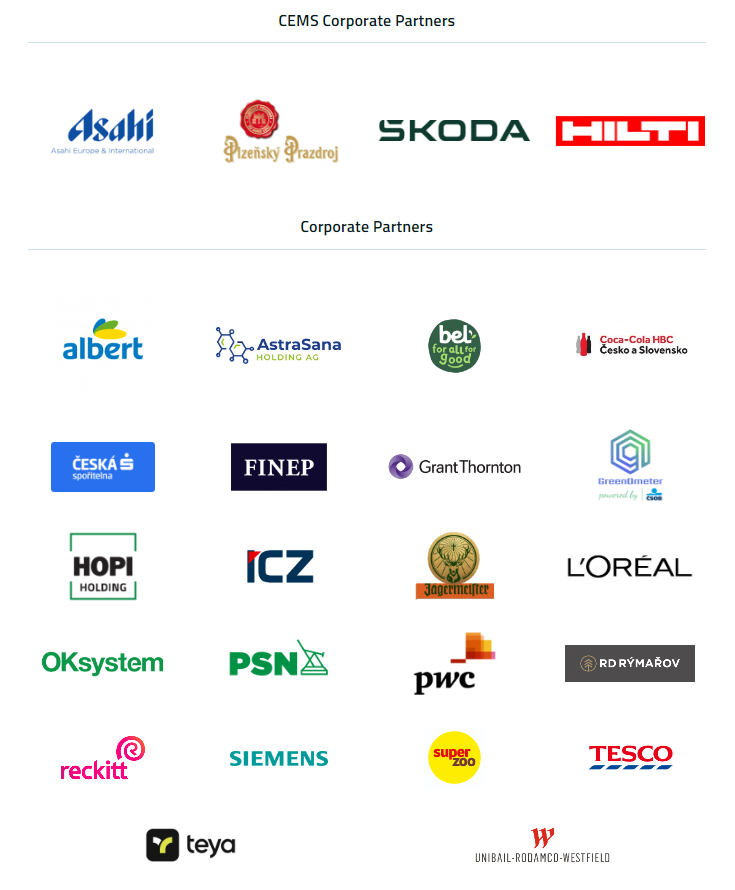 CEMS Corporate Partners
Asahi
Asahi Europe & International
Plzeňský Prazdroj
ŠKODA
HILTI
Corporate Partners
albert
AstraSana
HOLDING AG
bel
for all for
good
Coca-Cola HBC
Česko a Slovensko
ČESKÁ
spořitelna
FINEP
GrantThornton
GreenOmeter
powered by | ČSOB
HOPI
HOLDING
ICZ
Jägermeister
L'ORÉAL
OKsystem
PSN
pwc
RD RÝMAŘOV
reckitt
SIEMENS
super
zoo
TESCO
teya
UNIBAIL-RODAMCO-WESTFIELD